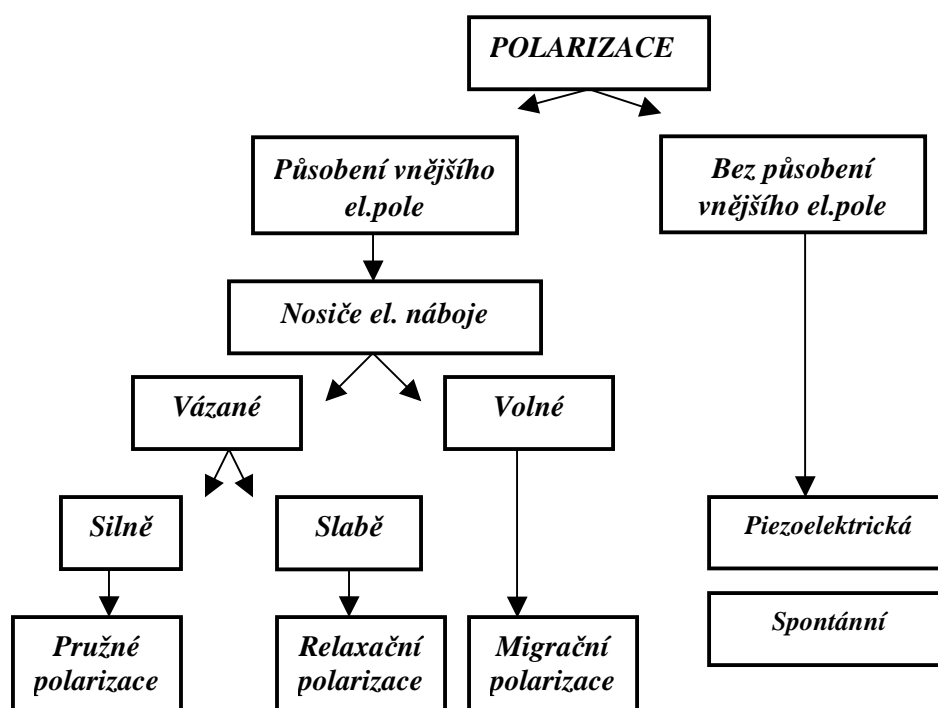 POLARIZACE
Působení vnějšího
el.pole
Bez působení
vnějšího el.pole
Nosiče el. náboje
Vázané
Volné
Silně
Slabě
Piezoelektrická
Spontánní
Pružné
polarizace
Relaxační
polarizace
Migrační
polarizace